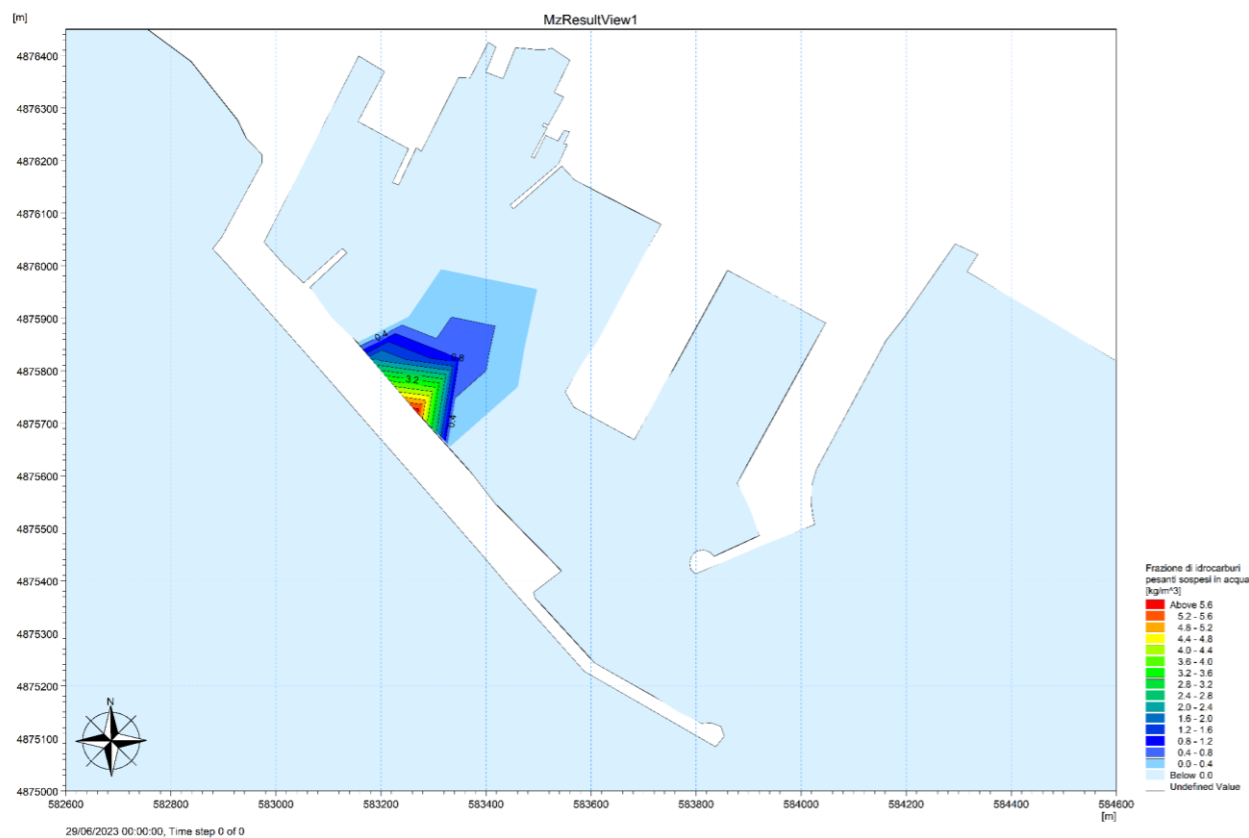 [m]
MzResultView1
4876400
4876300
4876200
4876100
4876000
4875900
4875800
4875700
4875600
4875500
4875400
4875300
4875200
4875100
4875000
0.4
0.8
3.2
0.4
N
582600 582800 583000 583200 583400 583600 583800 584000 584200 584400 584600
[m]
29/06/2023 00:00:00, Time step 0 of 0
Frazione di idrocarburi
pesanti sospesi in acqua
[kg/m^3]
Above 5.6
5.2 - 5.6
4.8 - 5.2
4.4 - 4.8
4.0 - 4.4
3.6 - 4.0
3.2 - 3.6
2.8 - 3.2
2.4 - 2.8
2.0 - 2.4
1.6 - 2.0
1.2 - 1.6
0.8 - 1.2
0.4 - 0.8
0.0 - 0.4
Below 0.0
Undefined Value